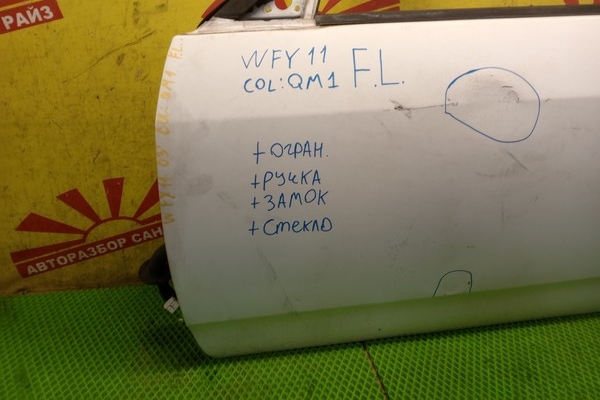 РАЙЗ
WFY 11 F.L.
COL: QM1
+ ОГРАН.
+ РУЧКА
+ ЗАМОК
+ СТЕКЛО
АВТОРАЗБОР САН